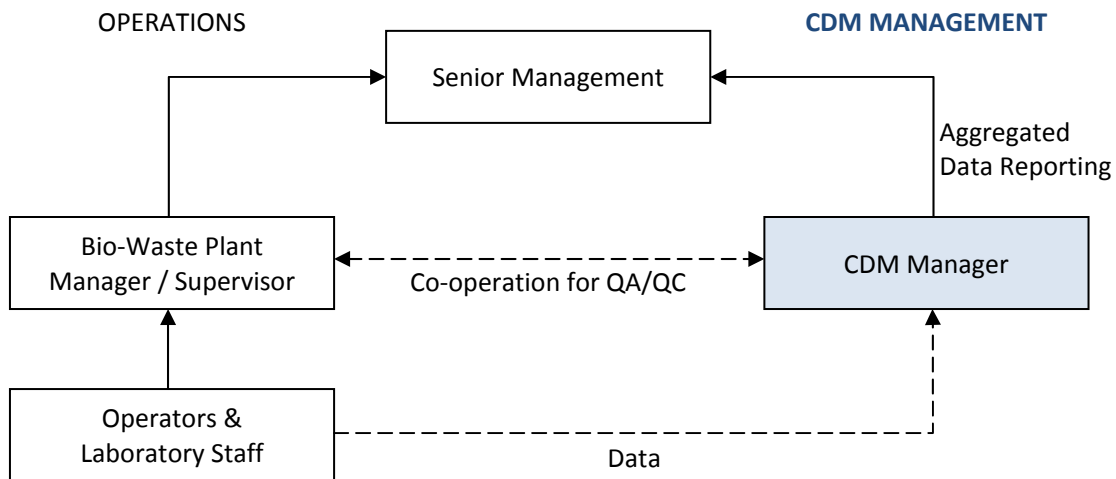 OPERATIONS
CDM MANAGEMENT
Senior Management
Aggregated
Data Reporting
Bio-Waste Plant
Manager / Supervisor
Co-operation for QA/QC
CDM Manager
Operators &
Laboratory Staff
Data